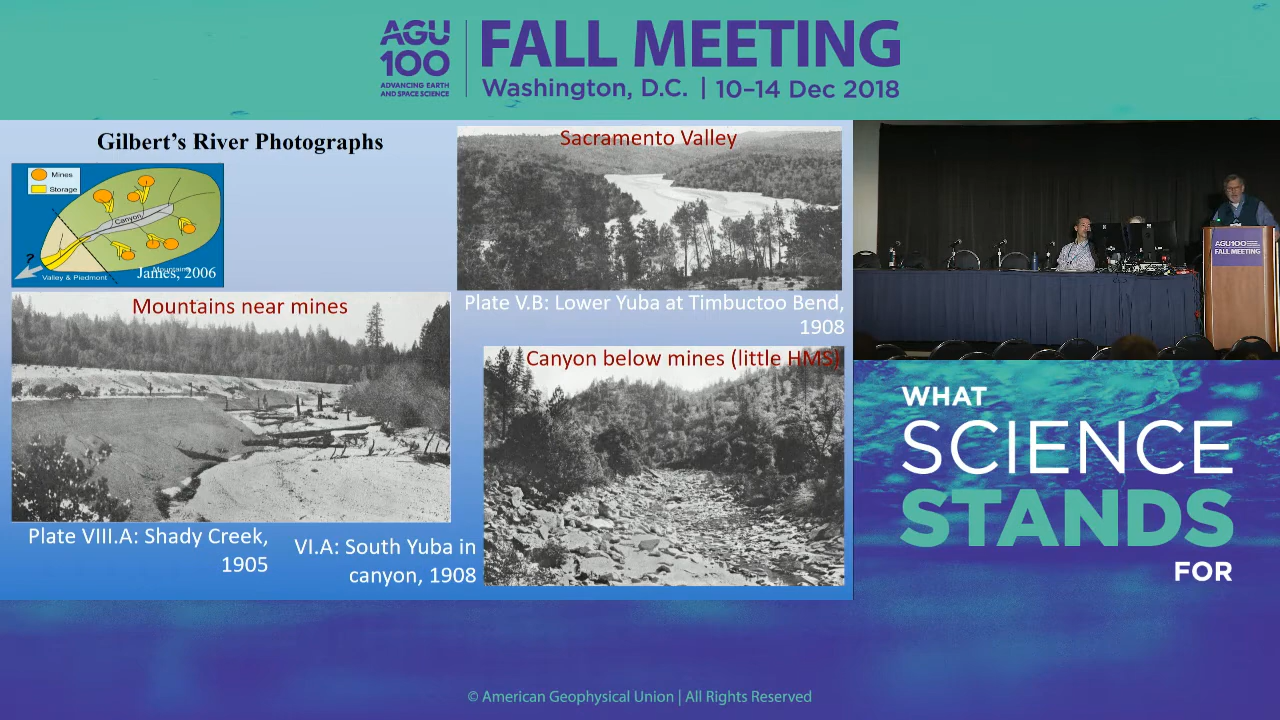 AGU
100
ADVANCING EARTH
AND SPACE SCIENCE
FALL MEETING
Washington, D.C. | 10–14 Dec 2018
Gilbert’s River Photographs
Mines
Storage
Canyon
?
Mountains
Valley & Piedmont
James, 2006
Sacramento Valley
Plate V.B: Lower Yuba at Timbuctoo Bend,
1908
Mountains near mines
Plate VIII.A: Shady Creek,
1905
Canyon below mines (little HMS)
VI.A: South Yuba in
canyon, 1908
AGU100
FALL MEETING
WHAT
SCIENCE
STANDS
FOR
© American Geophysical Union | All Rights Reserved